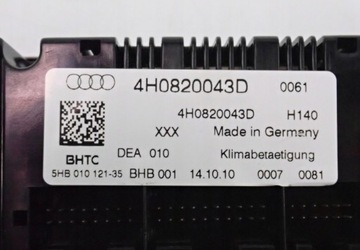 4H0820043D 0061
4H0820043D H140
XXX Made in Germany
BHTC DEA 010 Klimabetaetigung
5HB 010 121-35 BHB 001 14.10.10 0007 0081